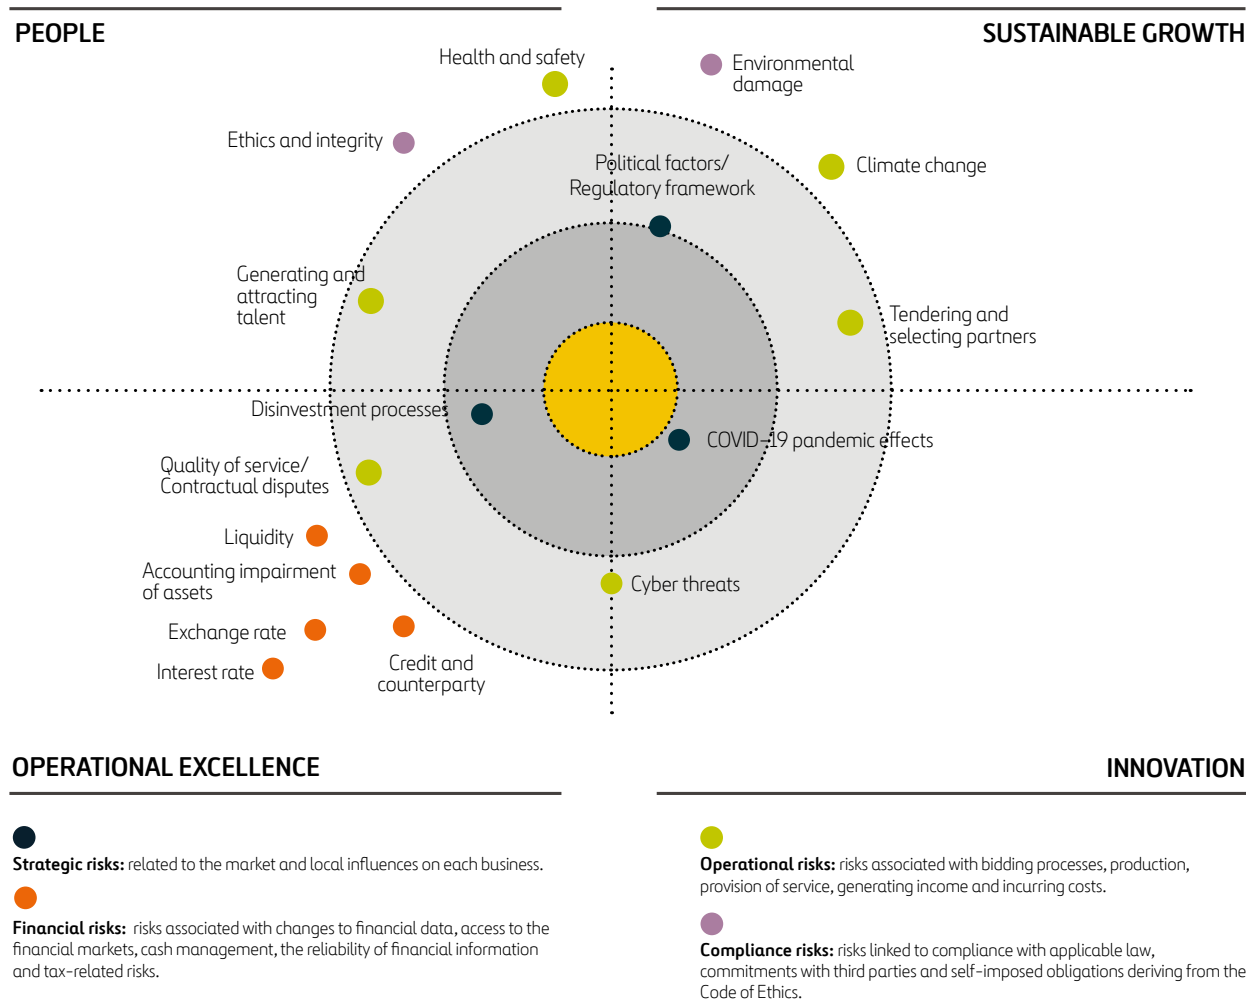 PEOPLE
SUSTAINABLE GROWTH
Health and safety
Environmental
damage
Ethics and integrity
Political factors/
Regulatory framework
Climate change
Generating and
attracting
talent
Tendering and
selecting partners
Disinvestment processes
COVID-19 pandemic effects
Quality of service/
Contractual disputes
Liquidity
Accounting impairment
of assets
Cyber threats
Exchange rate
Interest rate
Credit and
counterparty
OPERATIONAL EXCELLENCE
INNOVATION
Strategic risks: related to the market and local influences on each business.
Financial risks: risks associated with changes to financial data, access to the
financial markets, cash management, the reliability of financial information
and tax-related risks.
Operational risks: risks associated with bidding processes, production,
provision of service, generating income and incurring costs.
Compliance risks: risks linked to compliance with applicable law,
commitments with third parties and self-imposed obligations deriving from the
Code of Ethics.